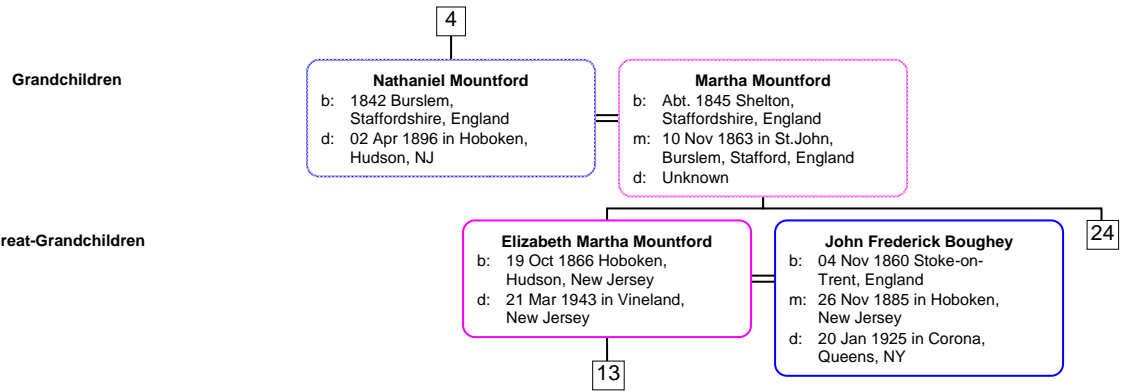 4
Grandchildren
Nathaniel Mountford
b: 1842 Burslem,
Staffordshire, England
d: 02 Apr 1896 in Hoboken,
Hudson, NJ
Martha Mountford
b: Abt. 1845 Shelton,
Staffordshire, England
m: 10 Nov 1863 in St.John,
Burslem, Stafford, England
d: Unknown
reat-Grandchildren
Elizabeth Martha Mountford
b: 19 Oct 1866 Hoboken,
Hudson, New Jersey
d: 21 Mar 1943 in Vineland,
New Jersey
John Frederick Boughey
b: 04 Nov 1860 Stoke-on-
Trent, England
m: 26 Nov 1885 in Hoboken,
New Jersey
d: 20 Jan 1925 in Corona,
Queens, NY
24
13